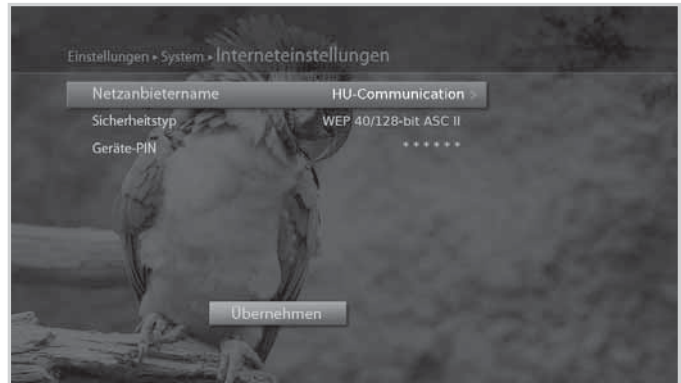 Einstellungen ▸ System ▸ Interneteinstellungen
Netzanbietername HU-Communication >
Sicherheitstyp WEP 40/128-bit ASC II
Geräte-PIN * * * * * *
Übernehmen